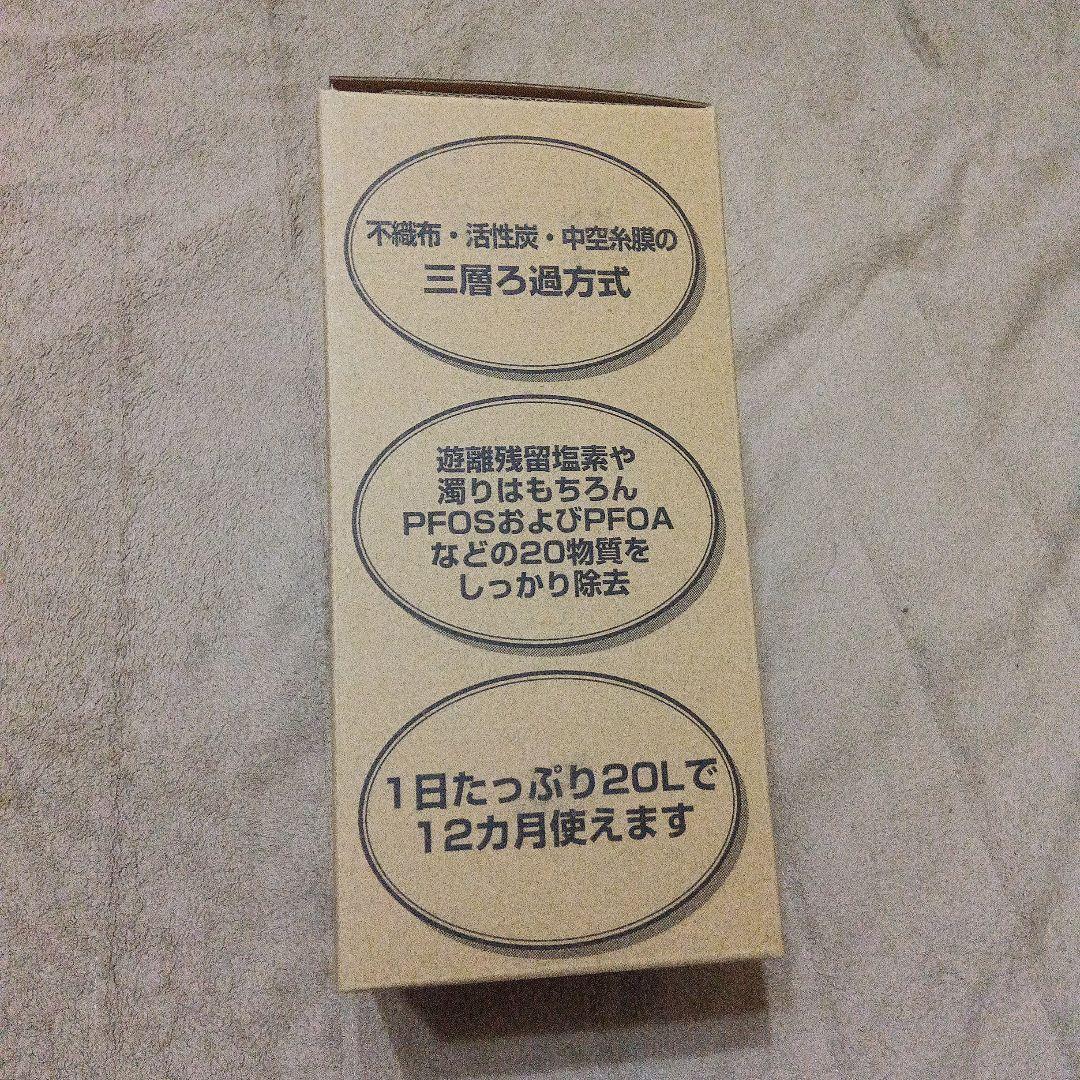 不織布・活性炭・中空糸膜の
三層ろ過方式
遊離残留塩素や
濁りはもちろん
PFOSおよびPFOA
などの20物質を
しっかり除去
1日たっぷり20Lで
12カ月使えます